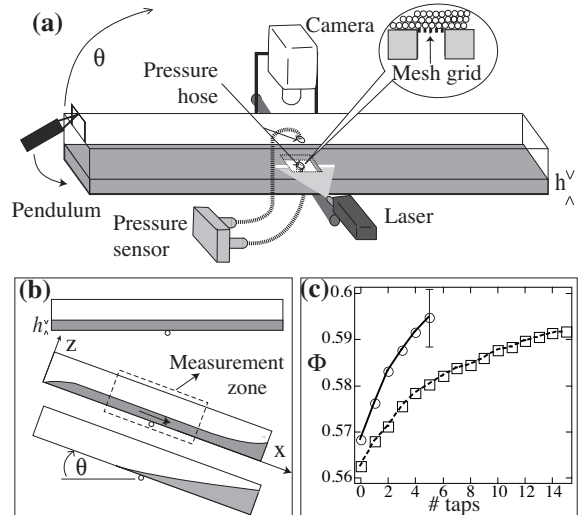 (a)
θ
Camera
Pressure
hose
Mesh grid
Pendulum
Pressure
sensor
Laser
h
(b)
h
z
Measurement
zone
x
θ
(c)
Φ
0.6
0.59
0.58
0.57
0.56
0 2 4 6 8 10 12 14
# taps